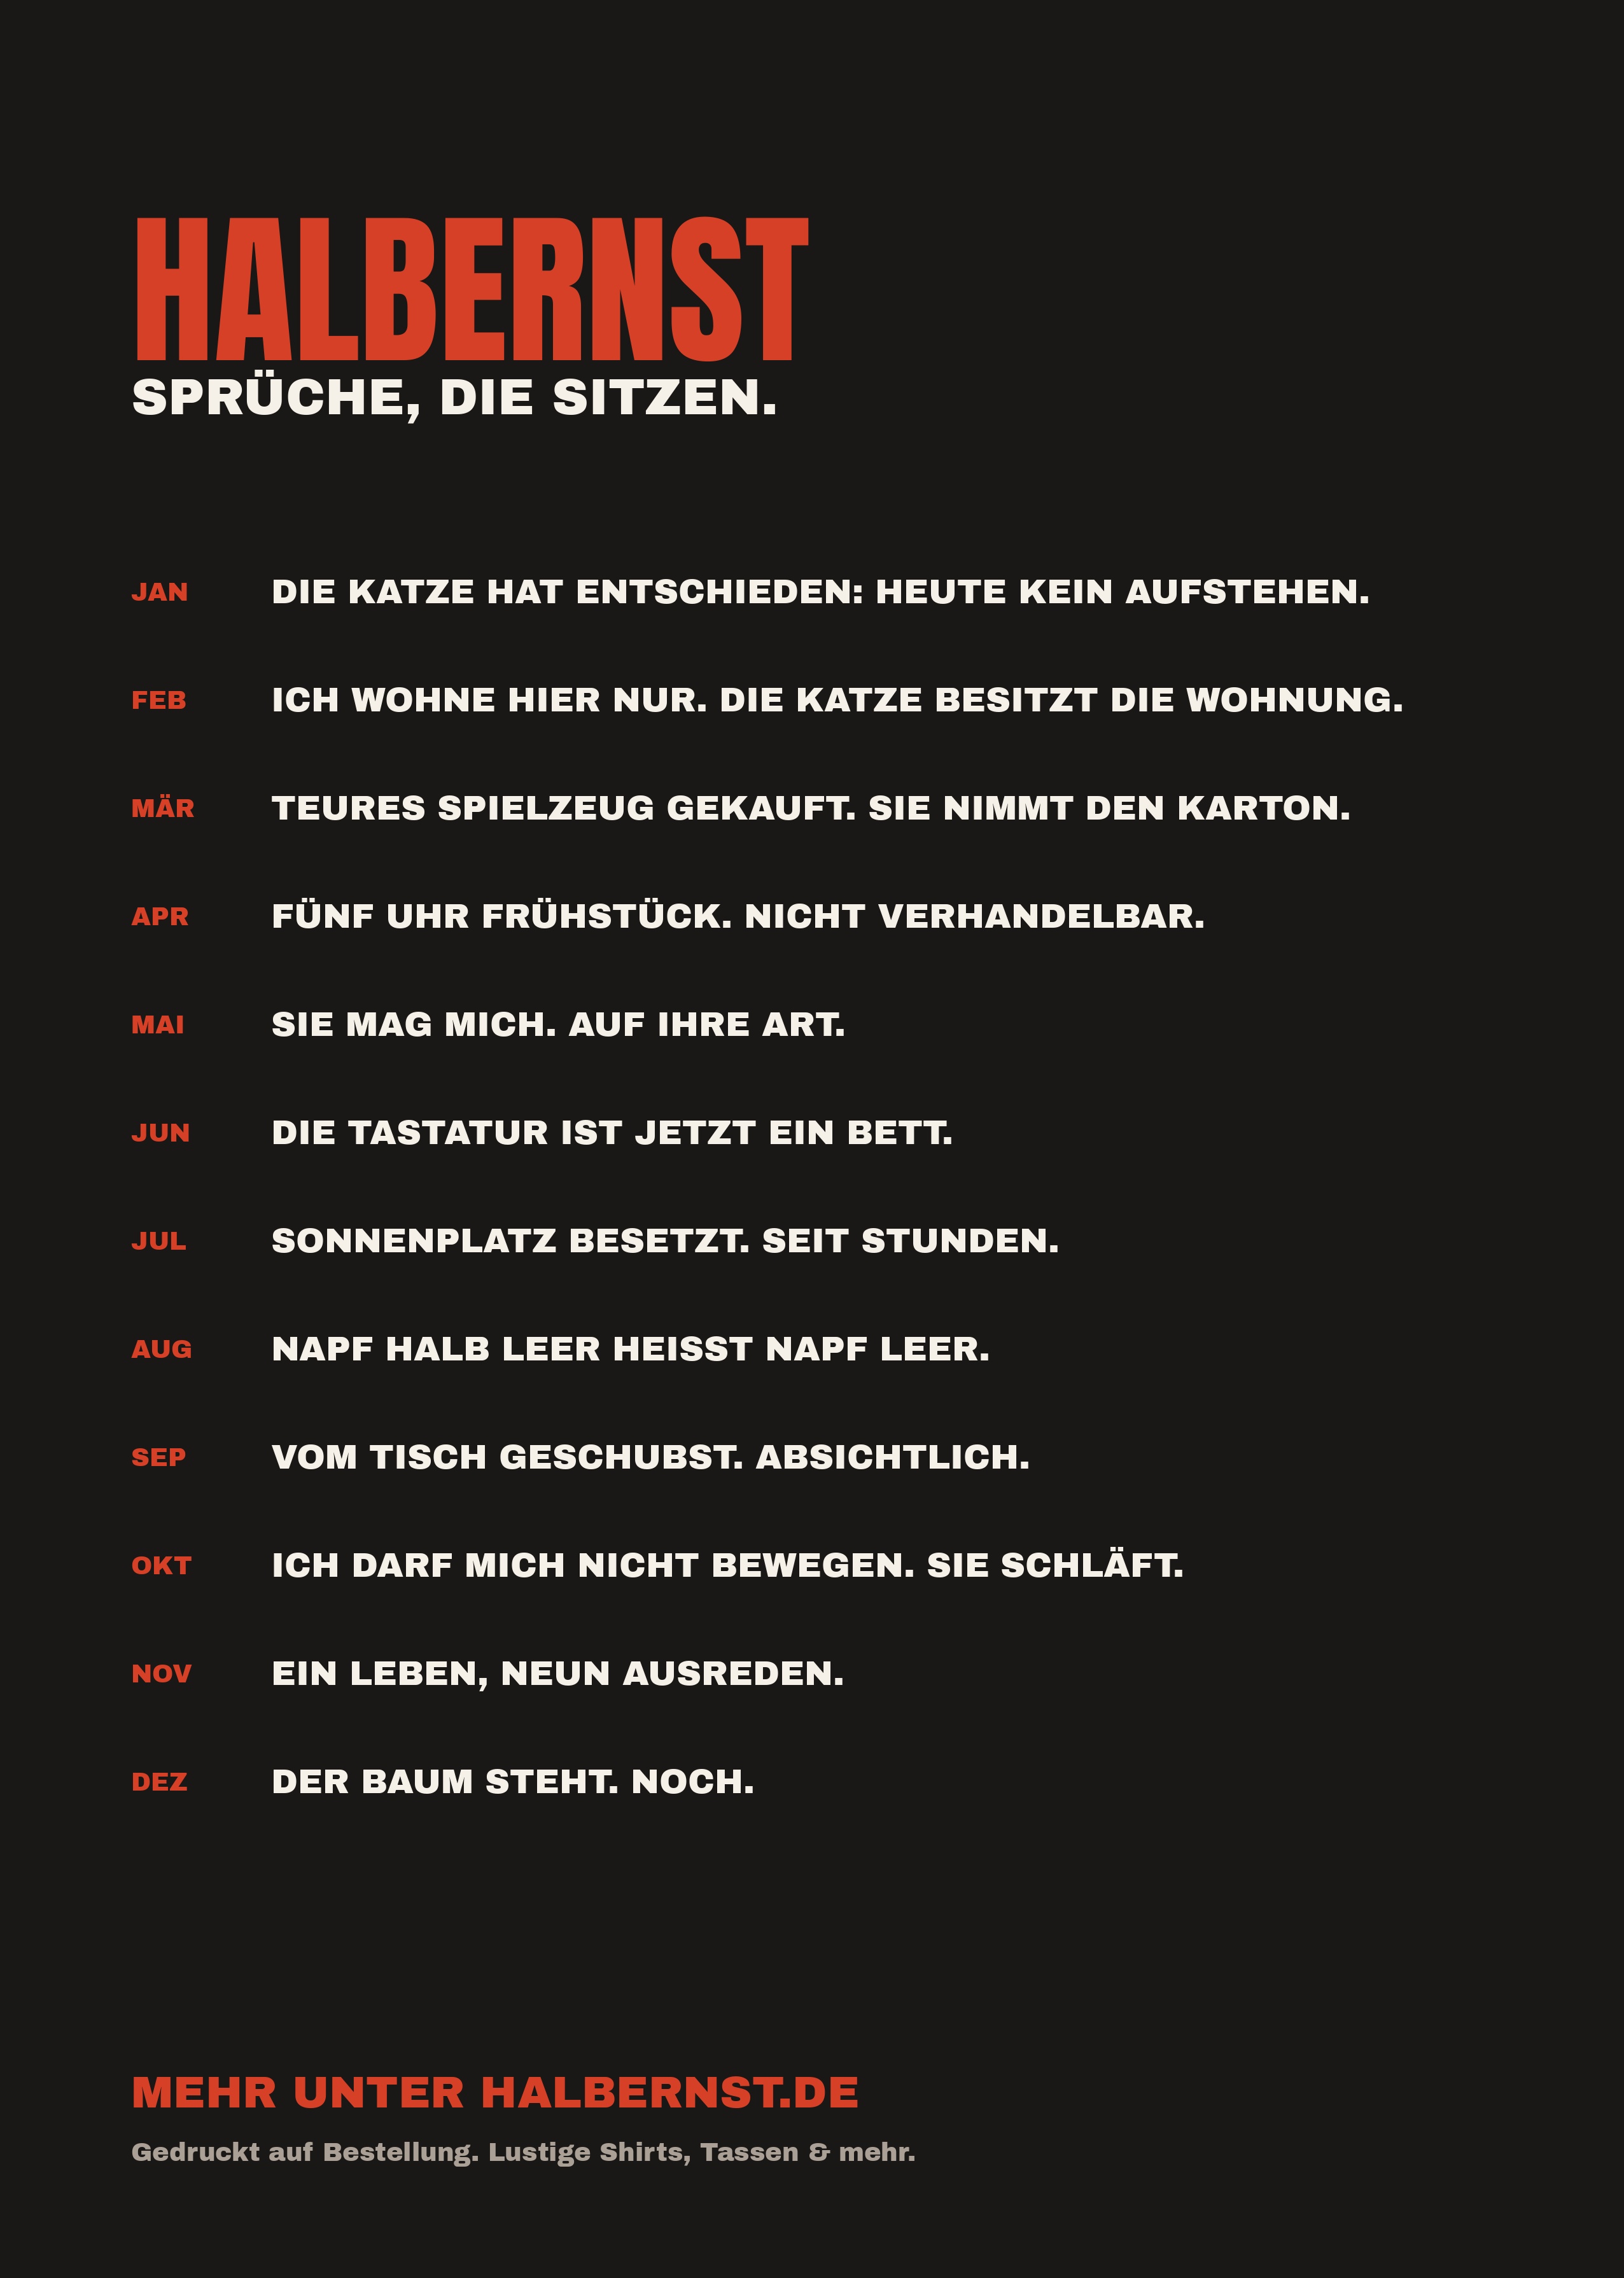 HALBERNST
SPRÜCHE, DIE SITZEN.
JAN DIE KATZE HAT ENTSCHIEDEN: HEUTE KEIN AUFSTEHEN.
FEB ICH WOHNE HIER NUR. DIE KATZE BESITZT DIE WOHNUNG.
MÄR TEURES SPIELZEUG GEKAUFT. SIE NIMMT DEN KARTON.
APR FÜNF UHR FRÜHSTÜCK. NICHT VERHANDELBAR.
MAI SIE MAG MICH. AUF IHRE ART.
JUN DIE TASTATUR IST JETZT EIN BETT.
JUL SONNENPLATZ BESETZT. SEIT STUNDEN.
AUG NAPF HALB LEER HEISST NAPF LEER.
SEP VOM TISCH GESCHUBST. ABSICHTLICH.
OKT ICH DARF MICH NICHT BEWEGEN. SIE SCHLÄFT.
NOV EIN LEBEN, NEUN AUSREDEN.
DEZ DER BAUM STEHT. NOCH.
MEHR UNTER HALBERNST.DE
Gedruckt auf Bestellung. Lustige Shirts, Tassen & mehr.